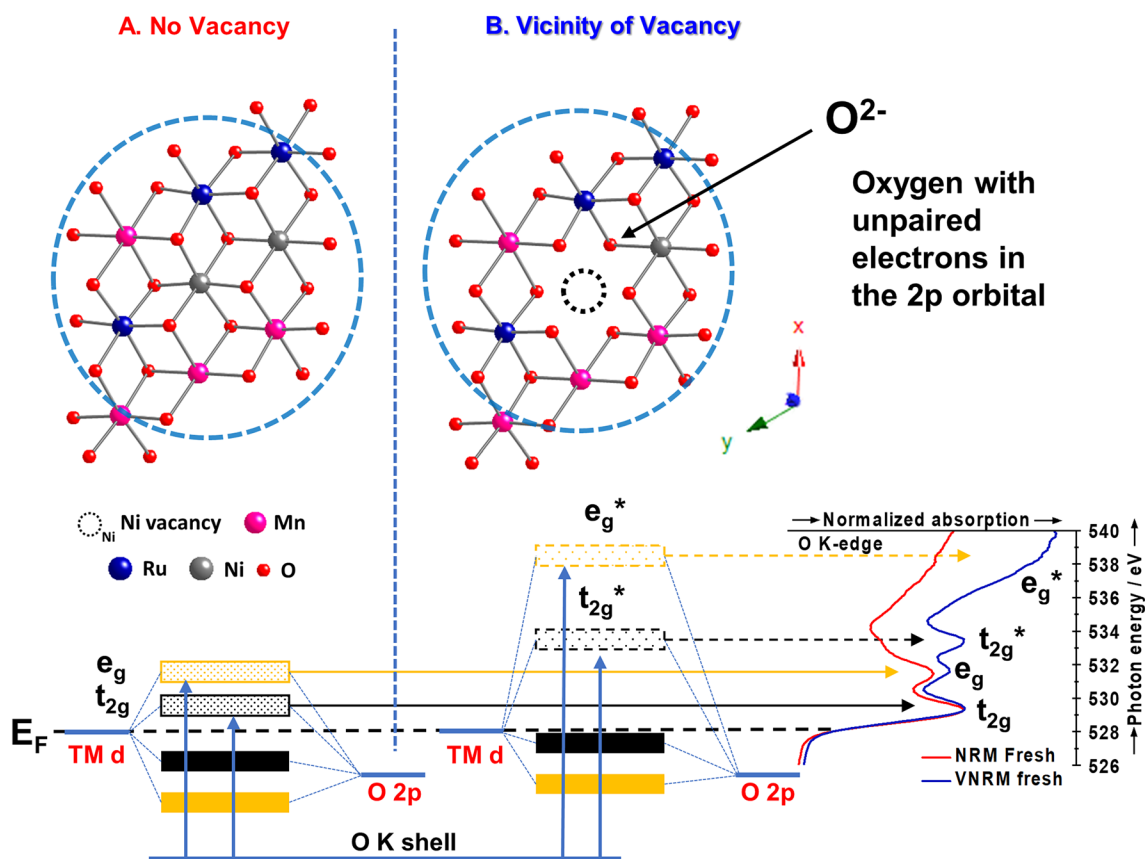 A. No Vacancy
B. Vicinity of Vacancy
O2-
Oxygen with
unpaired
electrons in
the 2p orbital
x
y
Ni Ni vacancy
Mn
Ru
Ni
O
eg*
t2g*
eg
t2g
EF
TM d
O 2p
TM d
O 2p
O K shell
Normalized absorption
O K-edge
eg*
t2g*
eg
t2g
NRM Fresh
VNRM fresh
540
538
536
534
532
530
528
526
Photon energy / eV